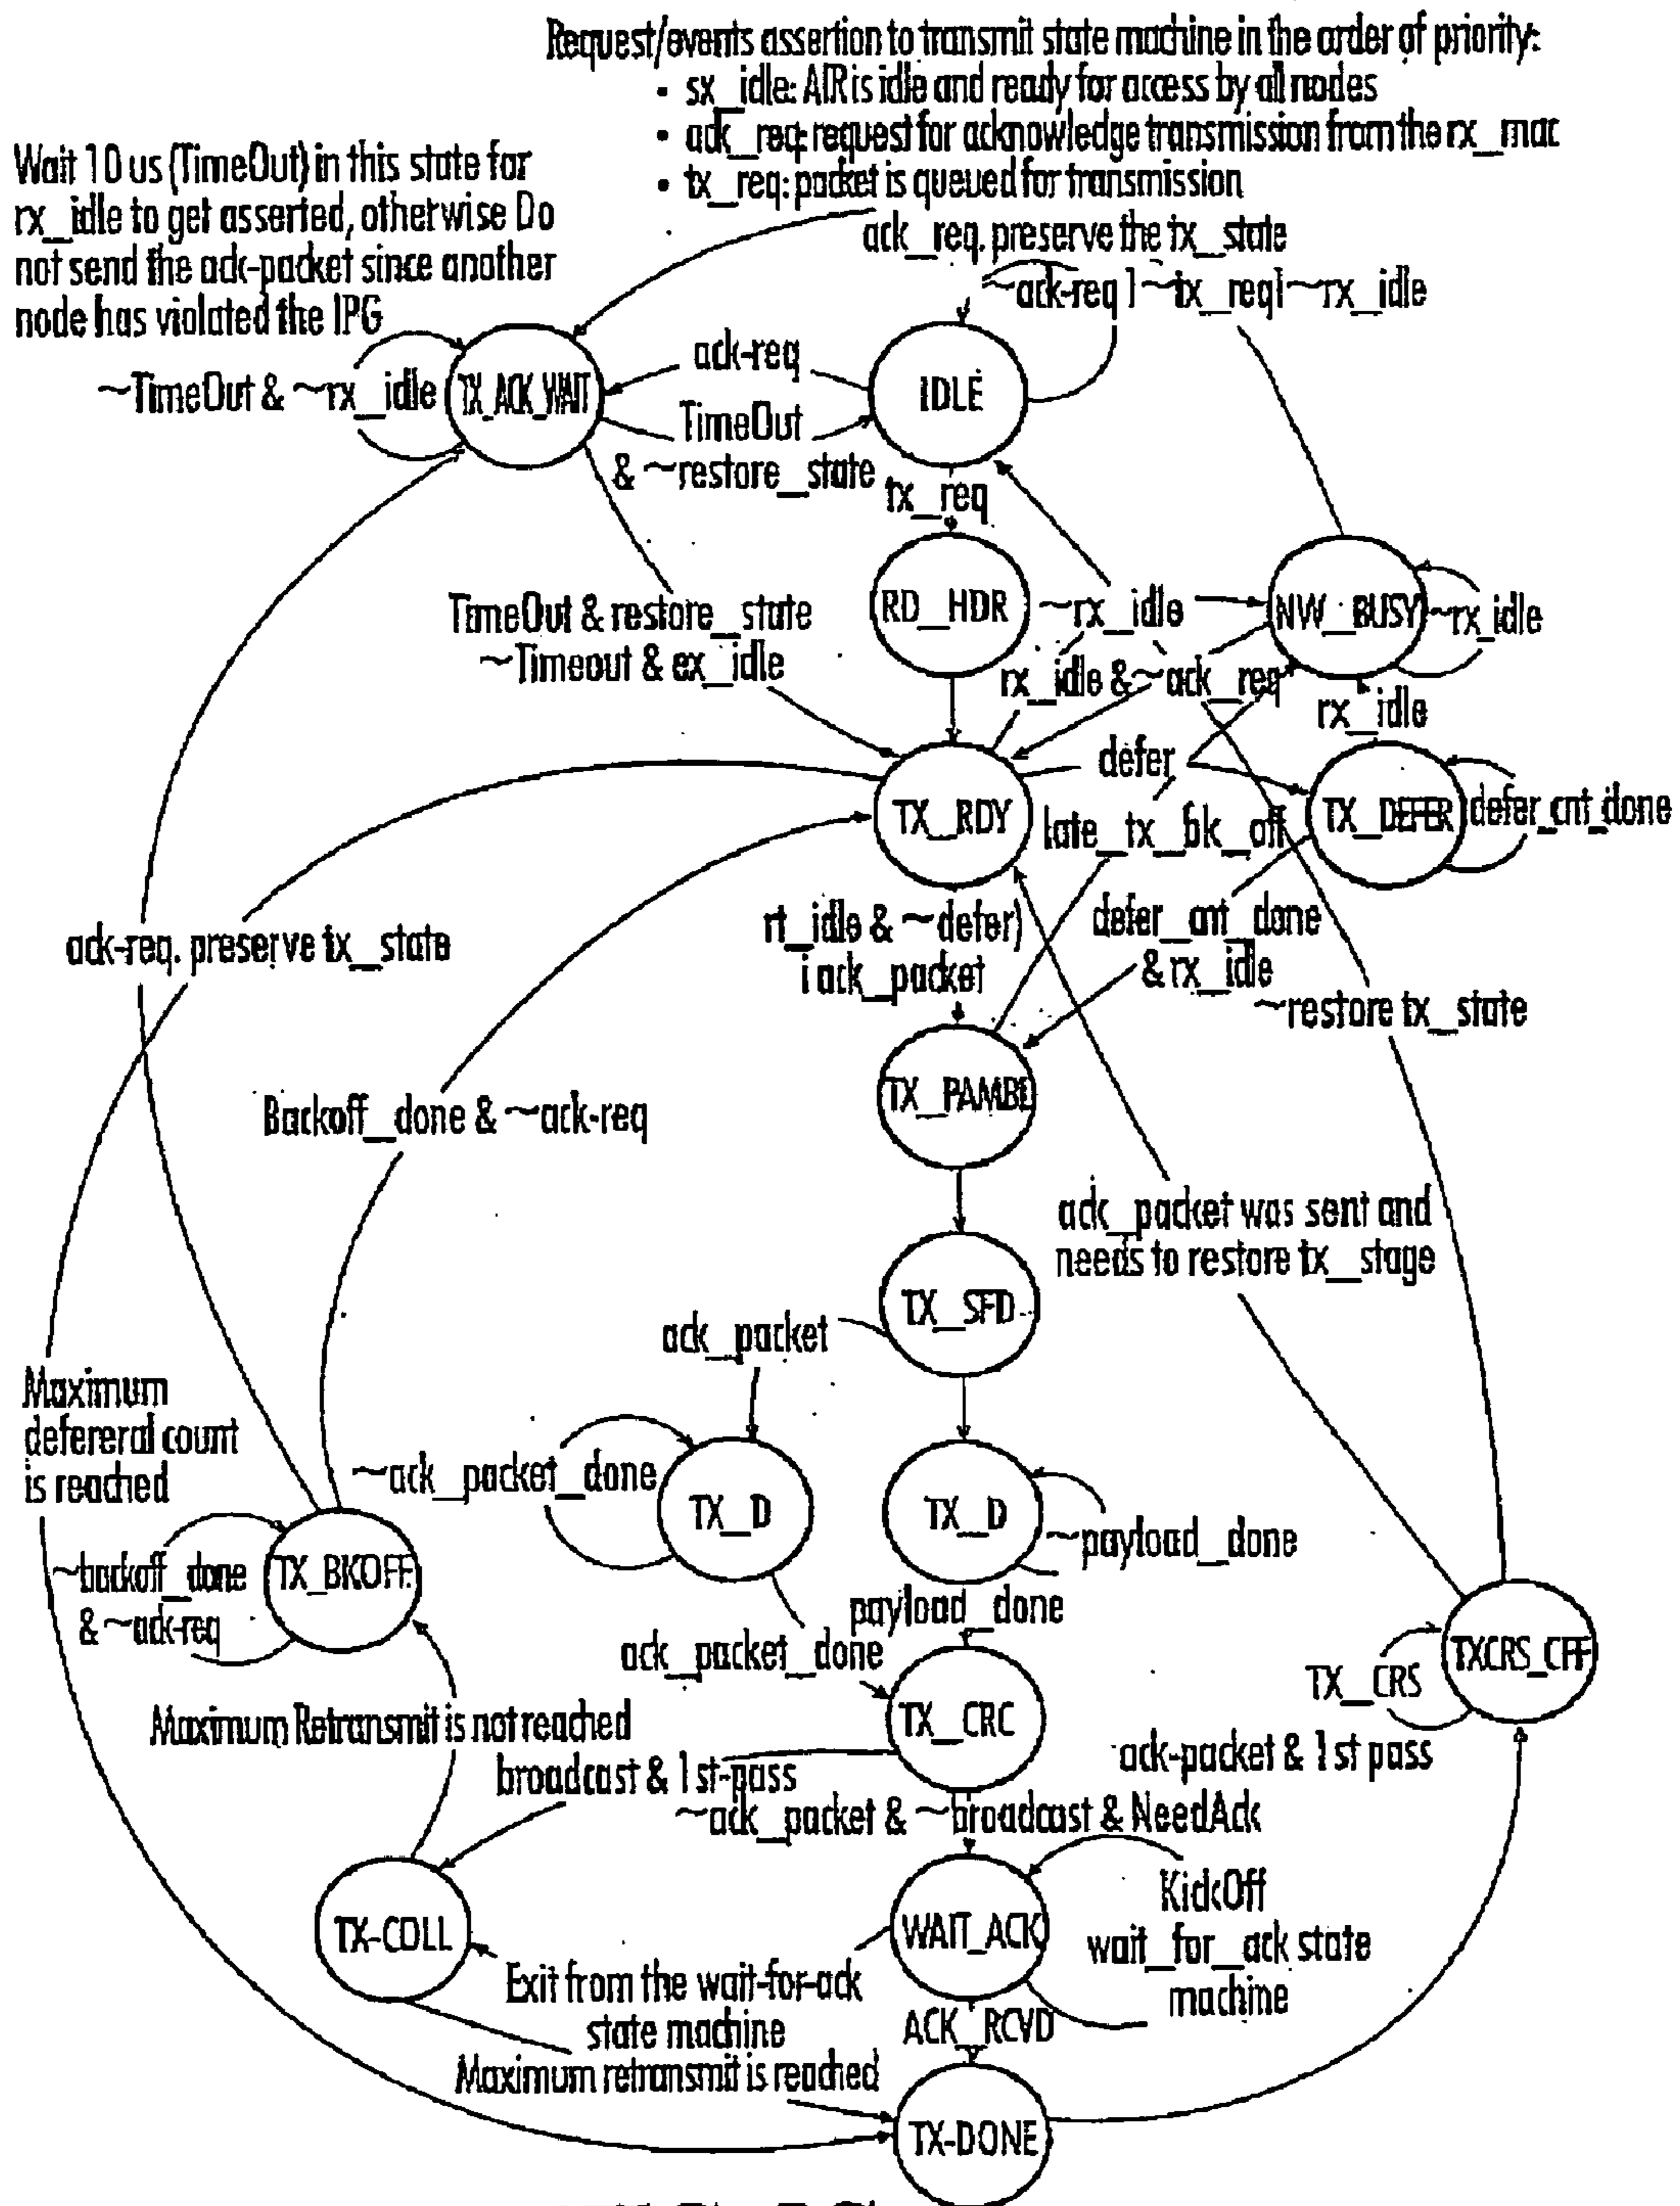 Request/events assertion to transmit state machine in the order of priority:
• sx_idle: AIR is idle and ready for access by all nodes
• ack_req: request for acknowledge transmission from the rx_mac
• tx_req: packet is queued for transmission
Wait 10 us (TimeOut) in this state for
rx_idle to get asserted, otherwise Do
not send the ack-packet since another
node has violated the IPG
ack_req. preserve the tx_state
~ack-req | ~tx_req | ~rx_idle
~TimeOut & ~rx_idle
TX_ACK_WAIT
ack-req
IDLE
TimeOut
& ~restore_state
tx_req
RD_HDR
~rx_idle
NW_BUSY
~rx_idle
TimeOut & restore_state
~Timeout & ex_idle
rx_idle & ~ack_req
rx_idle
defer
TX_RDY
late_tx_bk_off
TX_DEFER
defer_cnt_done
rt_idle & ~defer)
i ack_packet
defer_cnt_done
& rx_idle
~restore tx_state
ack-req. preserve tx_state
TX_PAMBL
Backoff_done & ~ack-req
ack_packet was sent and
needs to restore tx_stage
TX_SFD
ack_packet
Maximum
defereral count
is reached
~ack_packet_done
TX_D
TX_D
~payload_done
~backoff_done
& ~ack-req
TX_BKOFF
payload_done
ack_packet_done
TX_CRS
TXCRS_CFF
TX_CRC
Maximum Retransmit is not reached
broadcast & 1st-pass
ack-packet & 1st pass
~ack_packet & ~broadcast & NeedAck
TX-COLL
WAIT_ACK
KickOff
wait_for_ack state
machine
Exit from the wait-for-ack
state machine
ACK_RCVD
Maximum retransmit is reached
TX-DONE